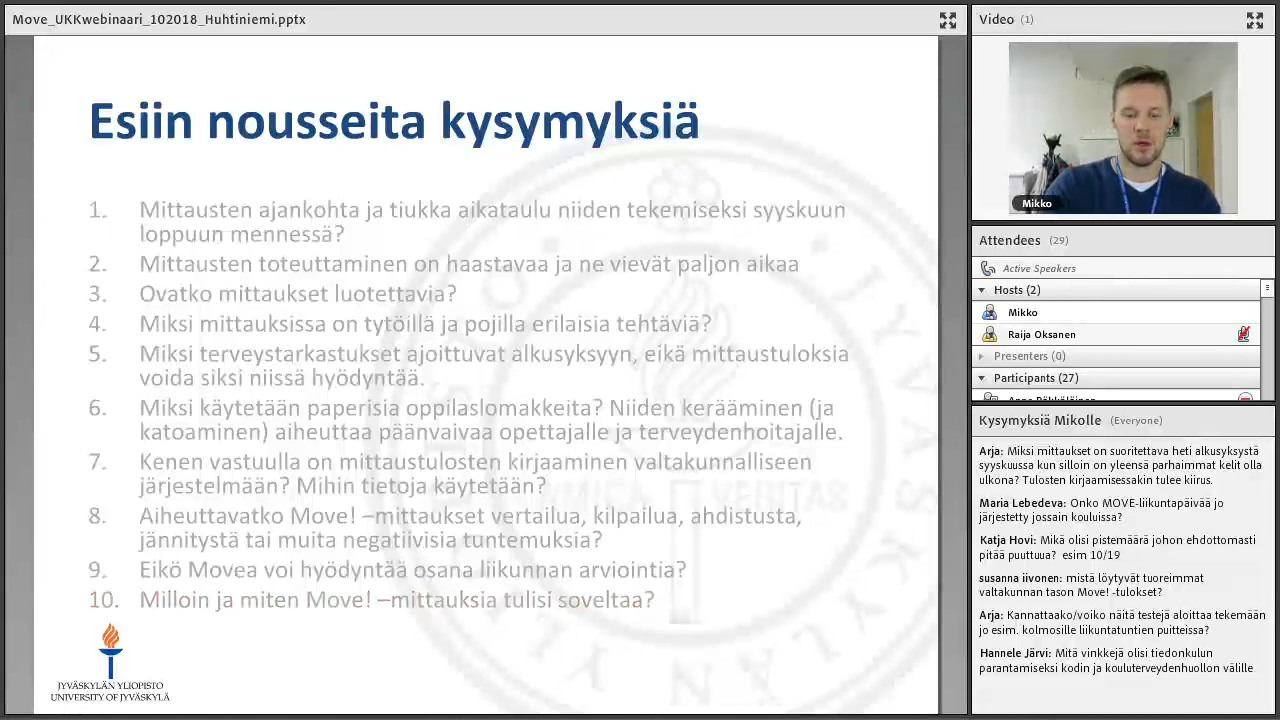 Move_UKKwebinaari_102018_Huhtiniemi.pptx
Esiin nousseita kysymyksiä
1. Mittausten ajankohta ja tiukka aikataulu niiden tekemiseksi syyskuun
loppuun mennessä?
2. Mittausten toteuttaminen on haastavaa ja ne vievät paljon aikaa
3. Ovatko mittaukset luotettavia?
4. Miksi mittauksissa on tytöillä ja pojilla erilaisia tehtäviä?
5. Miksi terveystarkastukset ajoittuvat alkusyksyyn, eikä mittaustuloksia
voida siksi niissä hyödyntää.
6. Miksi käytetään paperisia oppilaslomakkeita? Niiden kerääminen (ja
katoaminen) aiheuttaa päänvaivaa opettajalle ja terveydenhoitajalle.
7. Kenen vastuulla on mittaustulosten kirjaaminen valtakunnalliseen
järjestelmään? Mihin tietoja käytetään?
8. Aiheuttavatko Move! –mittaukset vertailua, kilpailua, ahdistusta,
jännitystä tai muita negatiivisia tuntemuksia?
9. Eikö Movea voi hyödyntää osana liikunnan arviointia?
10. Milloin ja miten Move! –mittauksia tulisi soveltaa?
JYVÄSKYLÄN YLIOPISTO
UNIVERSITY OF JYVÄSKYLÄ
Video (1)
Mikko
Attendees (29)
Active Speakers
Hosts (2)
Mikko
Raija Oksanen
Presenters (0)
Participants (27)
Kysymyksiä Mikolle (Everyone)
Arja: Miksi mittaukset on suoritettava heti alkusyksystä
syyskuussa kun silloin on yleensä parhaimmat kelit olla
ulkona? Tulosten kirjaamisessakin tulee kiirus.
Maria Lebedeva: Onko MOVE-liikuntapäivää jo
järjestetty jossain kouluissa?
Katja Hovi: Mikä olisi pistemäärä johon ehdottomasti
pitää puuttuua? esim 10/19
susanna iivonen: mistä löytyvät tuoreimmat
valtakunnan tason Move! -tulokset?
Arja: Kannattaako/voiko näitä testejä aloittaa tekemään
jo esim. kolmosille liikuntatuntien puitteissa?
Hannele Järvi: Mitä vinkkejä olisi tiedonkulun
parantamiseksi kodin ja kouluterveydenhuollon välille